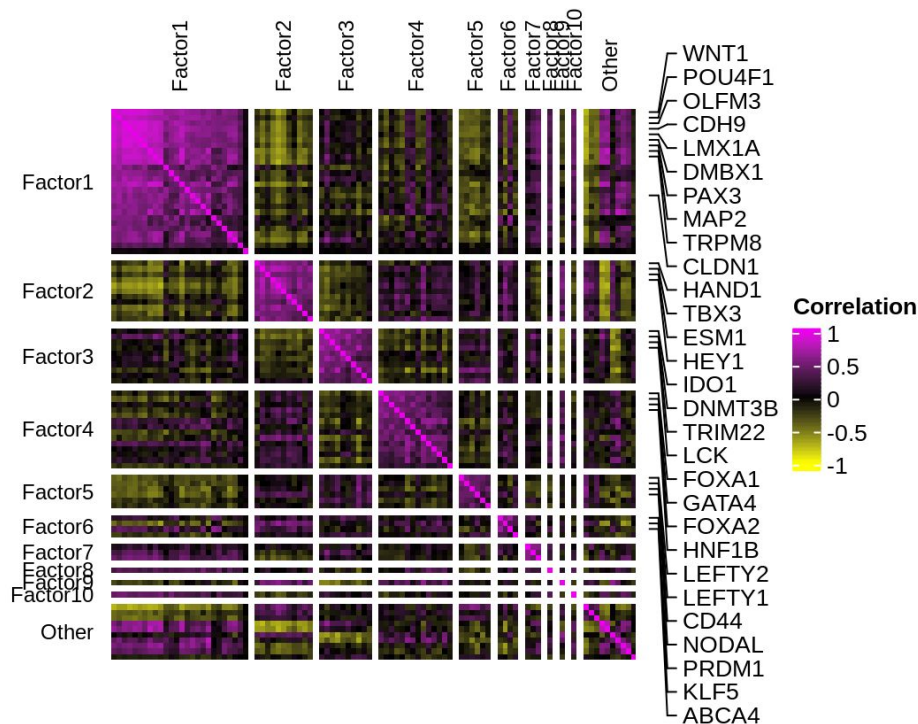 Factor1
Factor2
Factor3
Factor4
Factor5
Factor6
Factor7
Factor8
Factor9
Factor10
Other
Factor1
Factor2
Factor3
Factor4
Factor5
Factor6
Factor7
Factor8
Factor9
Factor10
Other
WNT1
POU4F1
OLFM3
CDH9
LMX1A
DMBX1
PAX3
MAP2
TRPM8
CLDN1
HAND1
TBX3
ESM1
HEY1
IDO1
DNMT3B
TRIM22
LCK
FOXA1
GATA4
FOXA2
HNF1B
LEFTY2
LEFTY1
CD44
NODAL
PRDM1
KLF5
ABCA4
Correlation
1
0.5
0
-0.5
-1